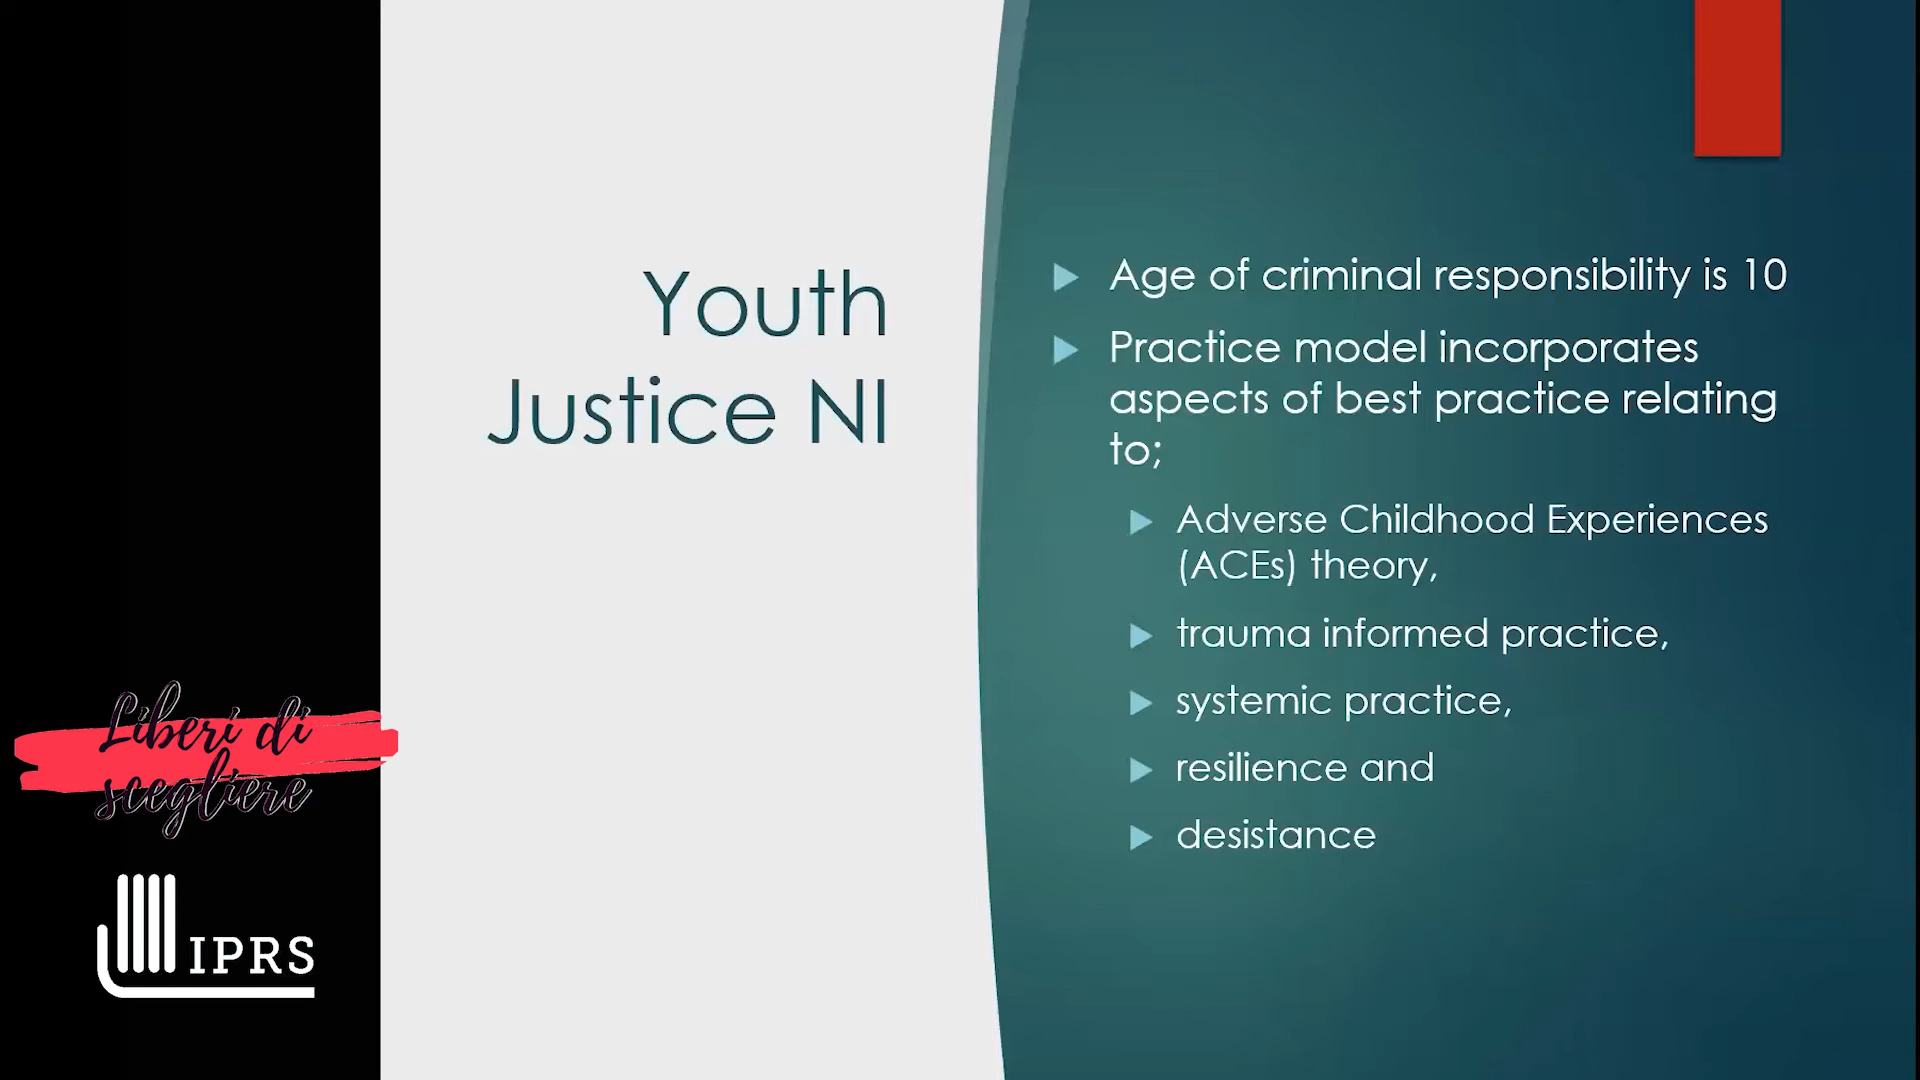 Youth
Justice NI
Age of criminal responsibility is 10
Practice model incorporates
aspects of best practice relating
to;
Adverse Childhood Experiences
(ACEs) theory,
trauma informed practice,
systemic practice,
resilience and
desistance
Liberi di
scegliere
IPRS